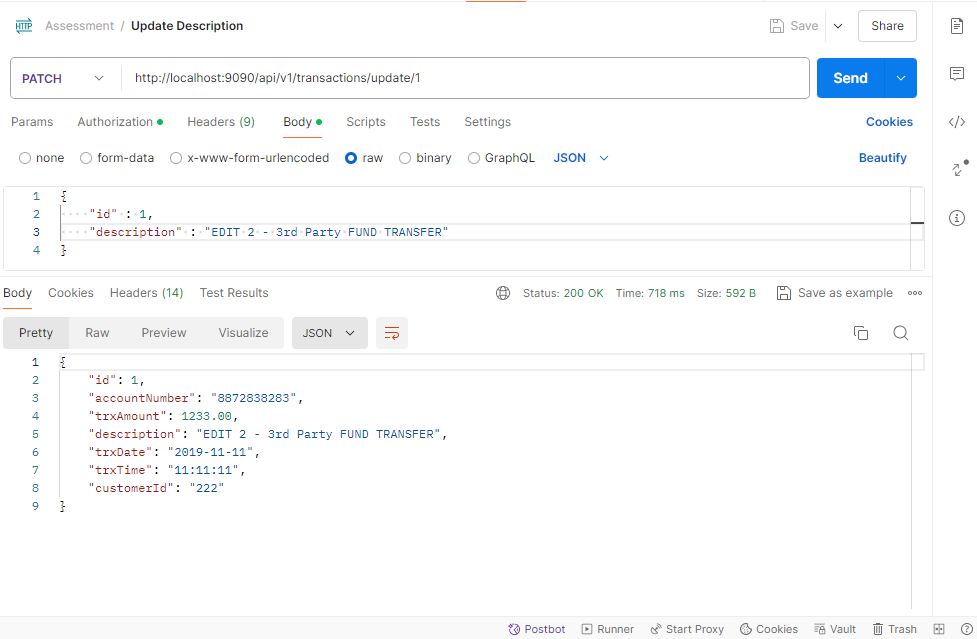 HTTP Assessment / Update Description Save Share
PATCH http://localhost:9090/api/v1/transactions/update/1 Send
Params Authorization Headers (9) Body Scripts Tests Settings Cookies
none form-data x-www-form-urlencoded raw binary GraphQL JSON Beautify
1 {
2 ····"id"·:·1,
3 ····"description"·:·"EDIT·2·-·3rd·Party·FUND·TRANSFER"
4 }
Body Cookies Headers (14) Test Results Status: 200 OK Time: 718 ms Size: 592 B Save as example
Pretty Raw Preview Visualize JSON
1 {
2 "id": 1,
3 "accountNumber": "8872838283",
4 "trxAmount": 1233.00,
5 "description": "EDIT 2 - 3rd Party FUND TRANSFER",
6 "trxDate": "2019-11-11",
7 "trxTime": "11:11:11",
8 "customerId": "222"
9 }
Postbot Runner Start Proxy Cookies Vault Trash